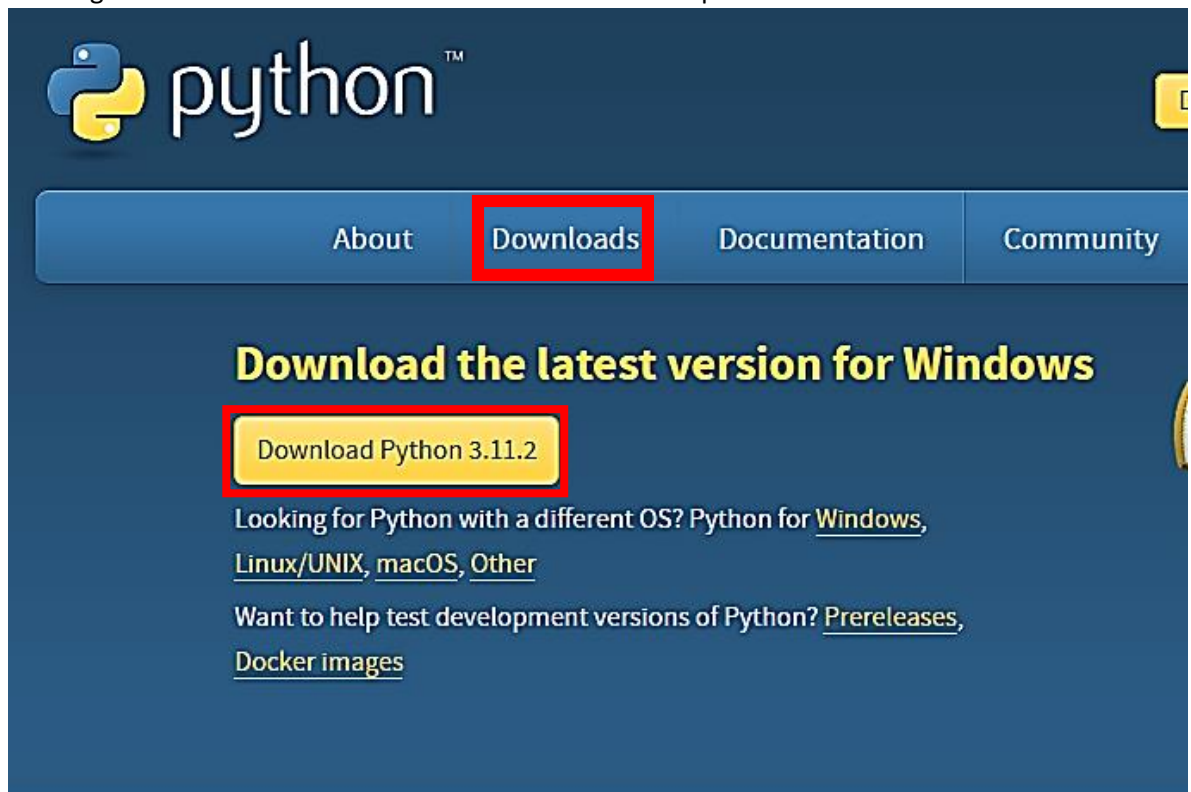 python™
D
About Downloads Documentation Community
Download the latest version for Windows
Download Python 3.11.2
Looking for Python with a different OS? Python for Windows,
Linux/UNIX, macOS, Other
Want to help test development versions of Python? Prereleases,
Docker images